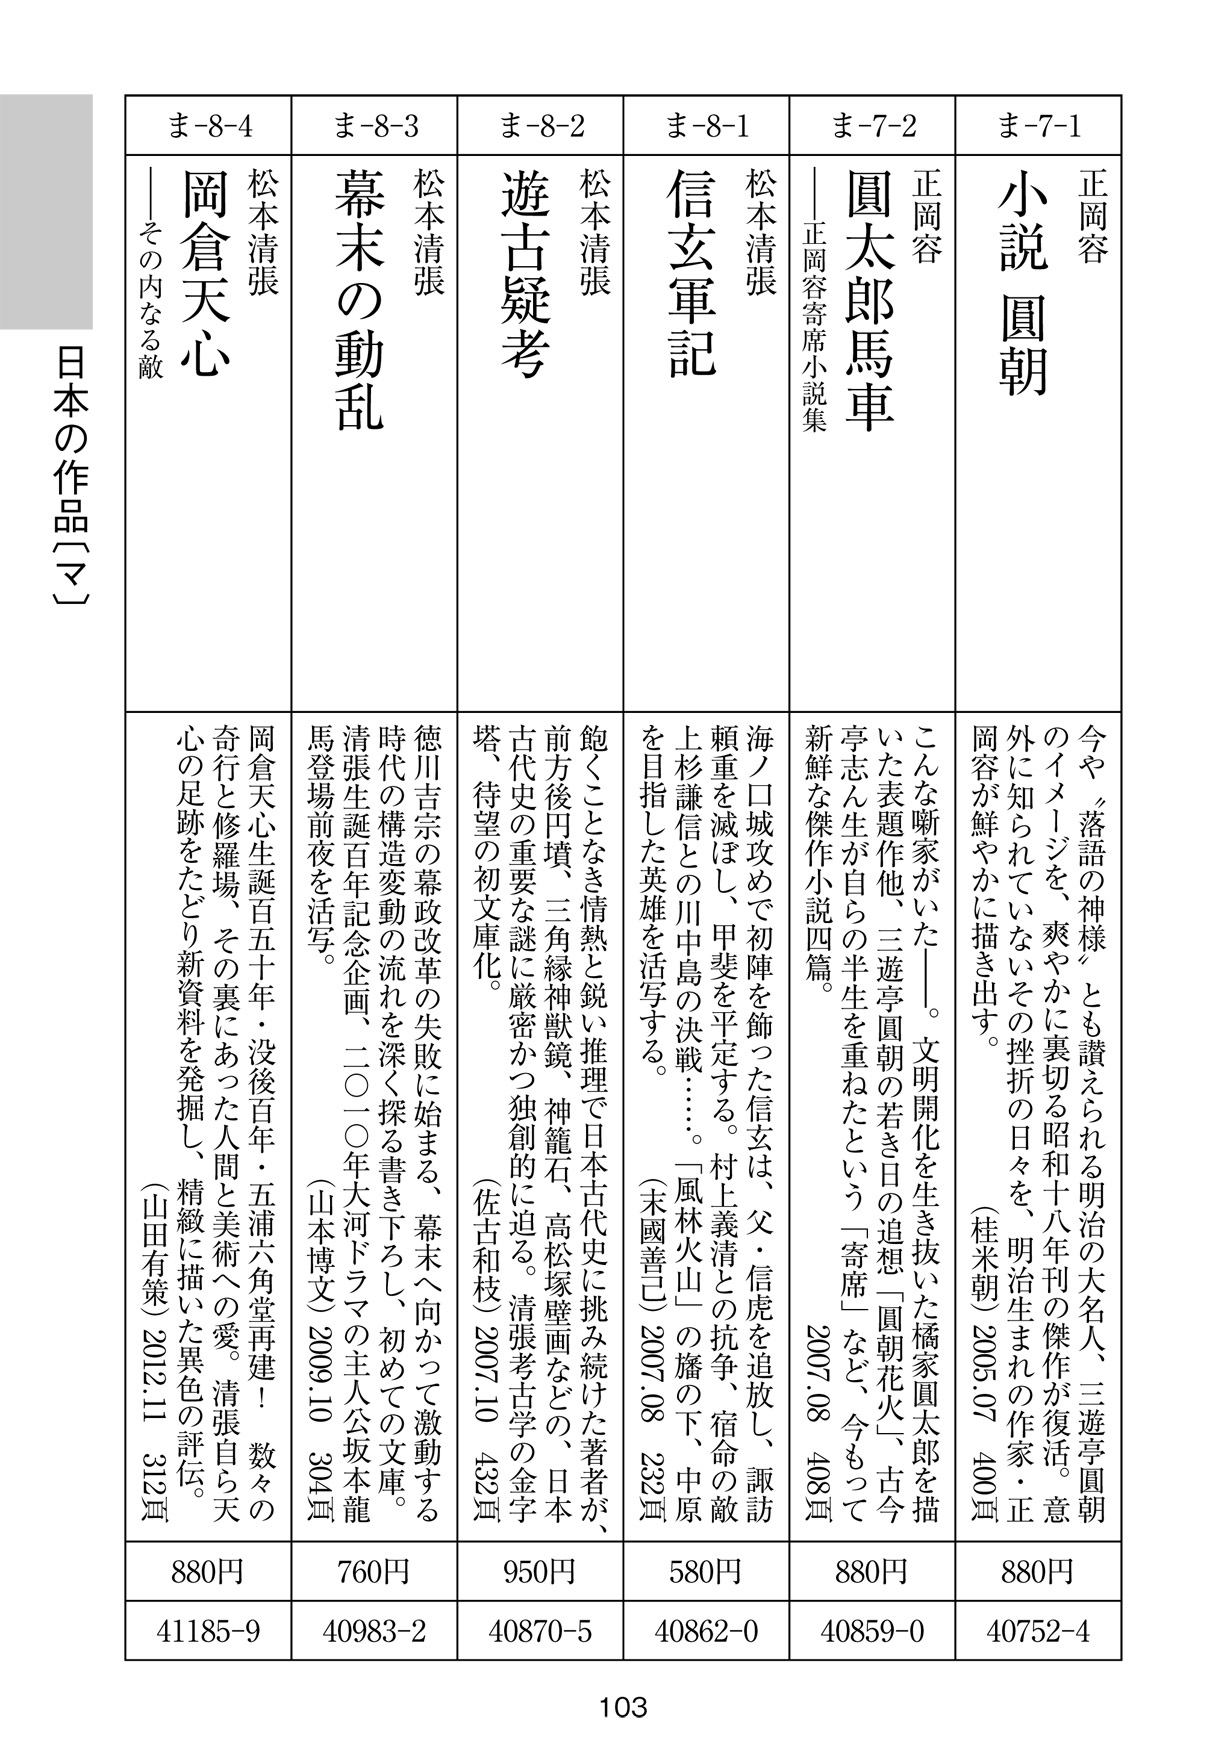 日本の作品〔マ〕
ま-7-1
正岡容
小説 圓朝
今や〝落語の神様〟とも讃えられる明治の大名人、三遊亭圓朝
のイメージを、爽やかに裏切る昭和十八年刊の傑作が復活。意
外に知られていないその挫折の日々を、明治生まれの作家・正
岡容が鮮やかに描き出す。 （桂米朝）2005.07 400頁
880円
40752-4
ま-7-2
正岡容
圓太郎馬車
──正岡容寄席小説集
こんな噺家がいた──。文明開化を生き抜いた橘家圓太郎を描
いた表題作他、三遊亭圓朝の若き日の追想「圓朝花火」、古今
亭志ん生が自らの半生を重ねたという「寄席」など、今もって
新鮮な傑作小説四篇。 2007.08 408頁
880円
40859-0
ま-8-1
松本清張
信玄軍記
海ノ口城攻めで初陣を飾った信玄は、父・信虎を追放し、諏訪
頼重を滅ぼし、甲斐を平定する。村上義清との抗争、宿命の敵
上杉謙信との川中島の決戦……。「風林火山」の旛の下、中原
を目指した英雄を活写する。 （末國善己）2007.08 232頁
580円
40862-0
ま-8-2
松本清張
遊古疑考
飽くことなき情熱と鋭い推理で日本古代史に挑み続けた著者が、
前方後円墳、三角縁神獣鏡、神籠石、高松塚壁画などの、日本
古代史の重要な謎に厳密かつ独創的に迫る。清張考古学の金字
塔、待望の初文庫化。 （佐古和枝）2007.10 432頁
950円
40870-5
ま-8-3
松本清張
幕末の動乱
徳川吉宗の幕政改革の失敗に始まる、幕末へ向かって激動する
時代の構造変動の流れを深く探る書き下ろし、初めての文庫。
清張生誕百年記念企画、二〇一〇年大河ドラマの主人公坂本龍
馬登場前夜を活写。 （山本博文）2009.10 304頁
760円
40983-2
ま-8-4
松本清張
岡倉天心
──その内なる敵
岡倉天心生誕百五十年・没後百年・五浦六角堂再建！ 数々の
奇行と修羅場、その裏にあった人間と美術への愛。清張自ら天
心の足跡をたどり新資料を発掘し、精緻に描いた異色の評伝。
（山田有策）2012.11 312頁
880円
41185-9
103